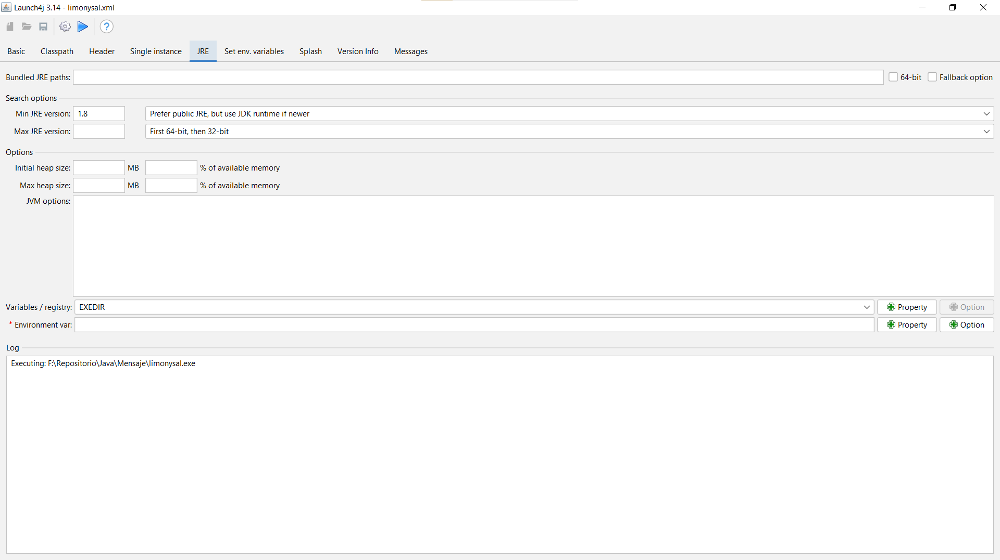 Launch4j 3.14 - limonysal.xml
?
Basic Classpath Header Single instance JRE Set env. variables Splash Version Info Messages
Bundled JRE paths: 64-bit Fallback option
Search options
Min JRE version: 1.8 Prefer public JRE, but use JDK runtime if newer
Max JRE version: First 64-bit, then 32-bit
Options
Initial heap size: MB % of available memory
Max heap size: MB % of available memory
JVM options:
Variables / registry: EXEDIR Property Option
* Environment var: Property Option
Log
Executing: F:\Repositorio\Java\Mensaje\limonysal.exe